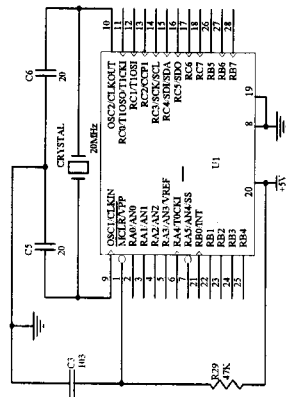 C6
20
CRYSTAL
20MHz
C5
20
C3
103
R29
47K
+5V
U1
10
11
12
13
14
15
16
17
18
26
27
28
OSC2/CLKOUT
RC0/T1OSO/T1CKI
RC1/T1OSI
RC2/CCP1
RC3/SCK/SCL
RC4/SDI/SDA
RC5/SDO
RC6
RC7
RB5
RB6
RB7
19
8
20
OSC1/CLKIN
MCLR/VPP
RA0/AN0
RA1/AN1
RA2/AN2
RA3/AN3/VREF
RA4/T0CKI
RA5/AN4/SS
RB0/INT
RB1
RB2
RB3
RB4
9
1
2
3
4
5
6
7
21
22
23
24
25